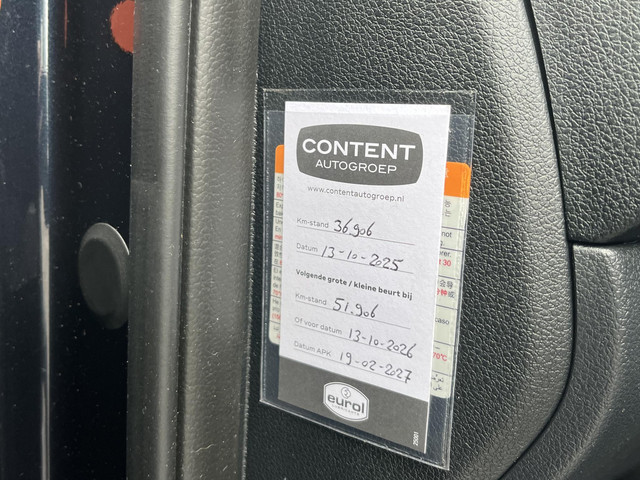 CONTENT
AUTOGROEP
www.contentautogroep.nl
Km-stand 36.906
Datum 13-10-2025
Volgende grote / kleine beurt bij
Km-stand 51.906
Of voor datum 13-10-2026
Datum APK 19-02-2027
eurol